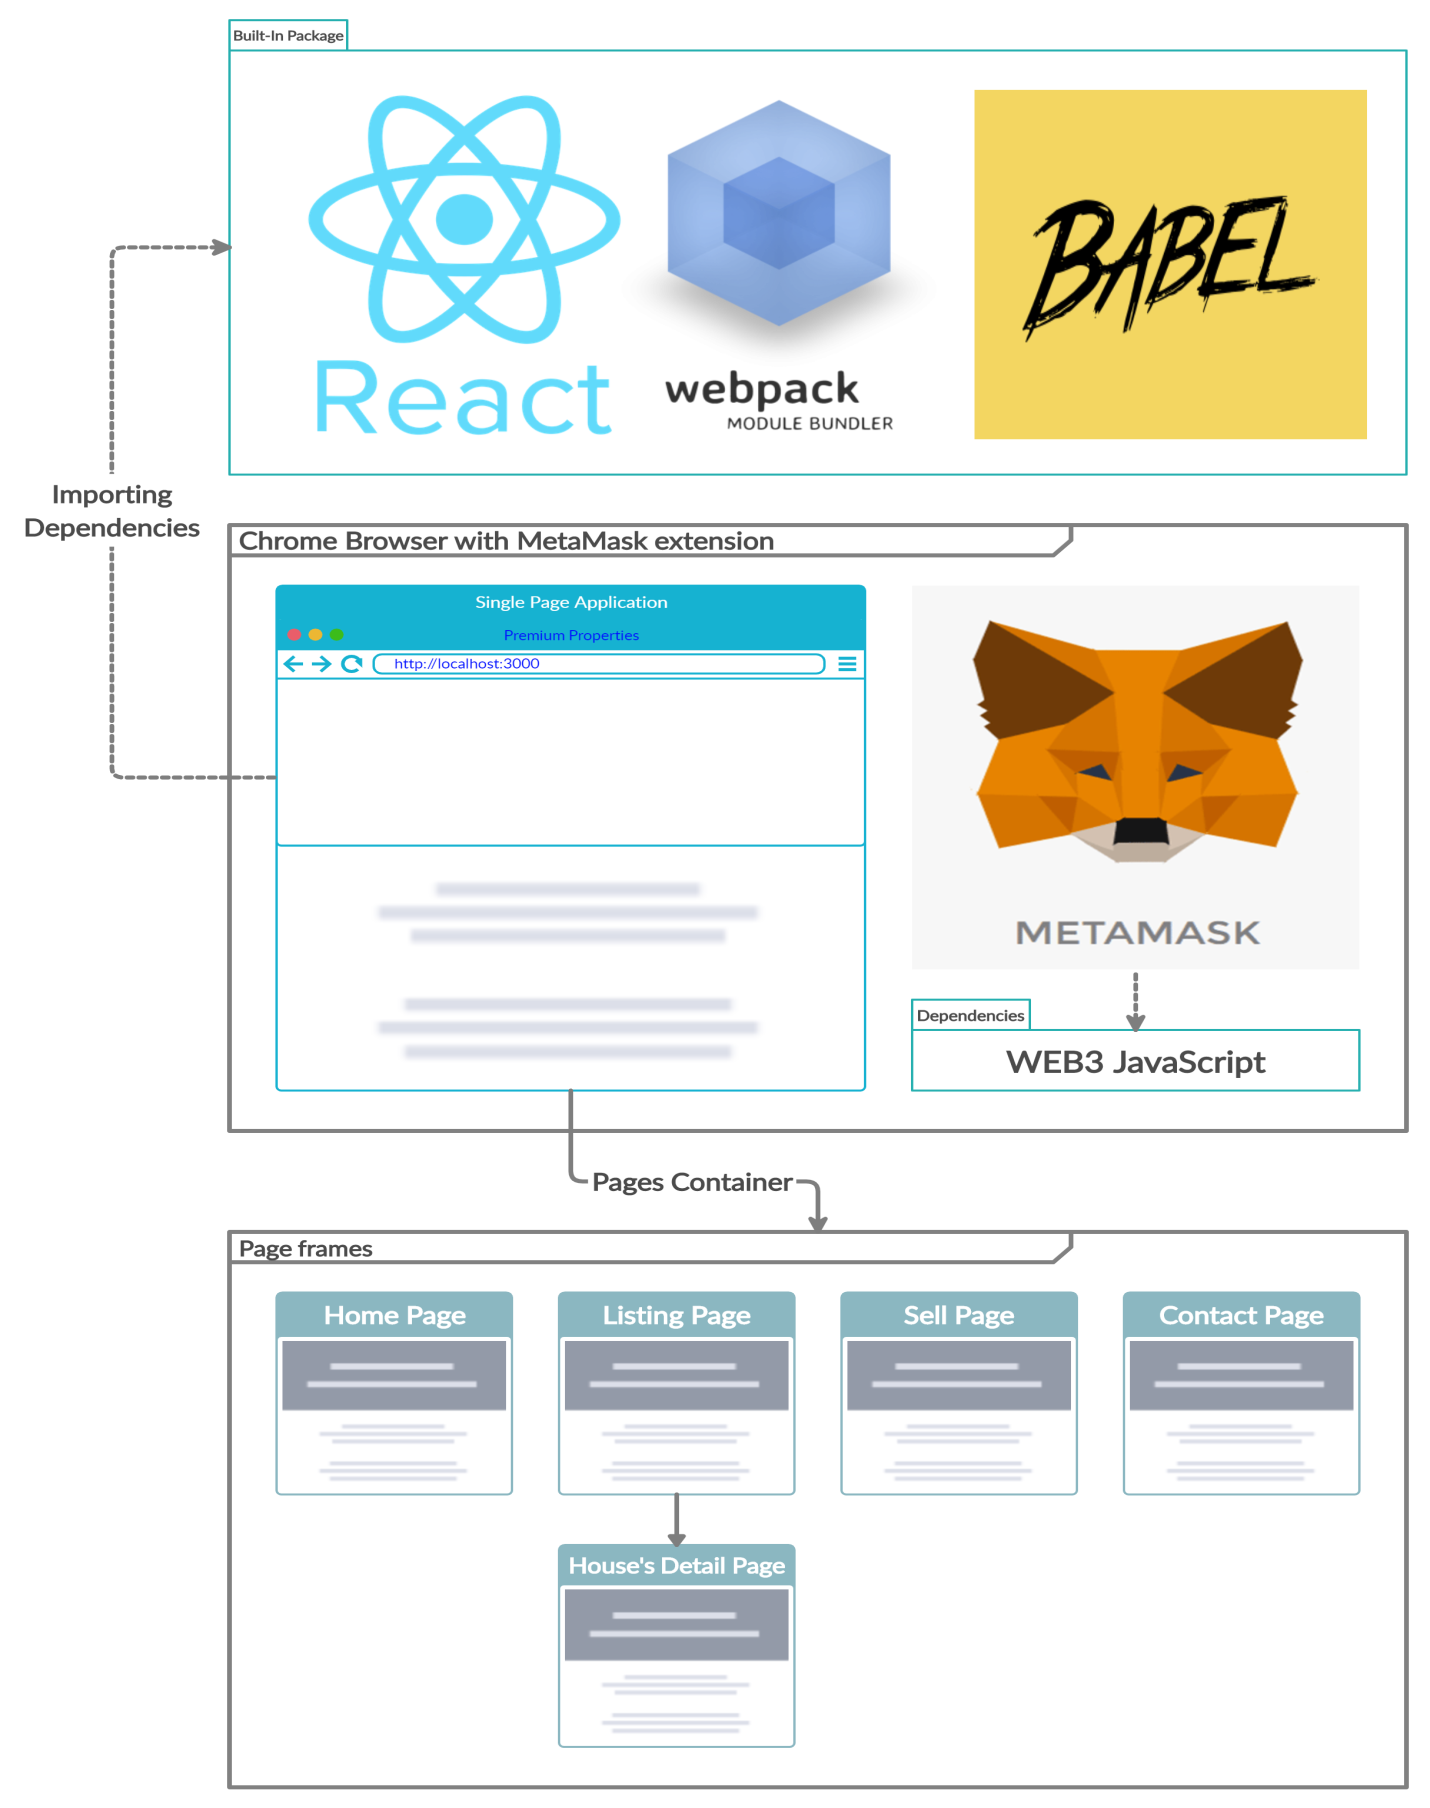 Built-In Package
React
webpack
MODULE BUNDLER
BABEL
Importing
Dependencies
Chrome Browser with MetaMask extension
Single Page Application
Premium Properties
http://localhost:3000
METAMASK
Dependencies
WEB3 JavaScript
Pages Container
Page frames
Home Page
Listing Page
Sell Page
Contact Page
House's Detail Page